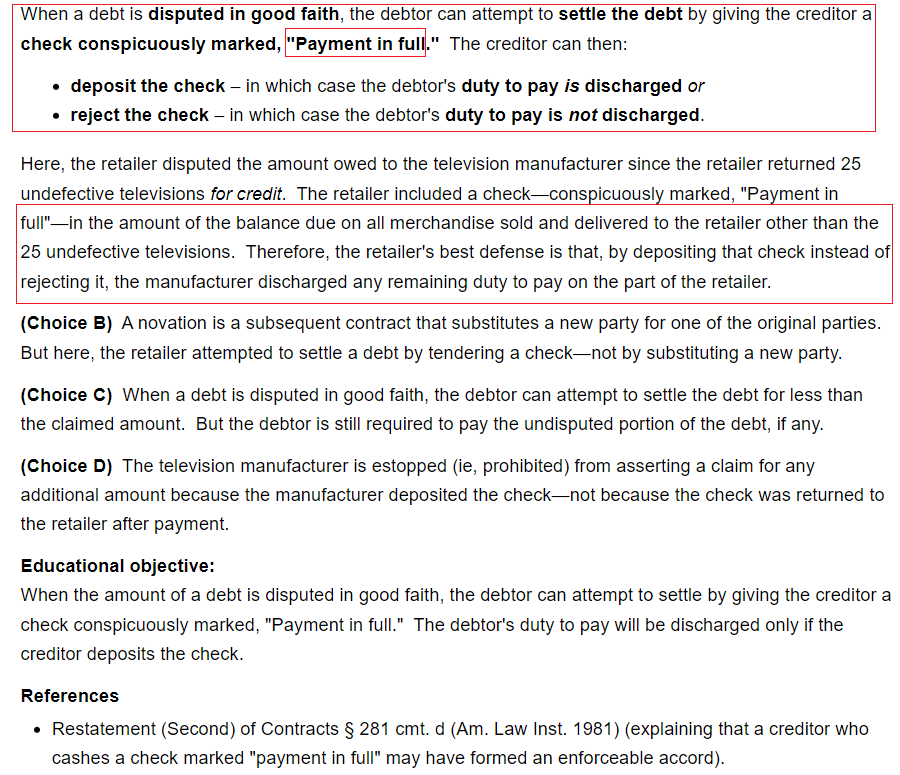 When a debt is disputed in good faith, the debtor can attempt to settle the debt by giving the creditor a
check conspicuously marked, "Payment in full."  The creditor can then:
• deposit the check – in which case the debtor's duty to pay is discharged or
• reject the check – in which case the debtor's duty to pay is not discharged.
Here, the retailer disputed the amount owed to the television manufacturer since the retailer returned 25
undefective televisions for credit.  The retailer included a check—conspicuously marked, "Payment in
full"—in the amount of the balance due on all merchandise sold and delivered to the retailer other than the
25 undefective televisions.  Therefore, the retailer's best defense is that, by depositing that check instead of
rejecting it, the manufacturer discharged any remaining duty to pay on the part of the retailer.
(Choice B)  A novation is a subsequent contract that substitutes a new party for one of the original parties.
But here, the retailer attempted to settle a debt by tendering a check—not by substituting a new party.
(Choice C)  When a debt is disputed in good faith, the debtor can attempt to settle the debt for less than
the claimed amount.  But the debtor is still required to pay the undisputed portion of the debt, if any.
(Choice D)  The television manufacturer is estopped (ie, prohibited) from asserting a claim for any
additional amount because the manufacturer deposited the check—not because the check was returned to
the retailer after payment.
Educational objective:
When the amount of a debt is disputed in good faith, the debtor can attempt to settle by giving the creditor a
check conspicuously marked, "Payment in full."  The debtor's duty to pay will be discharged only if the
creditor deposits the check.
References
• Restatement (Second) of Contracts § 281 cmt. d (Am. Law Inst. 1981) (explaining that a creditor who
cashes a check marked "payment in full" may have formed an enforceable accord).